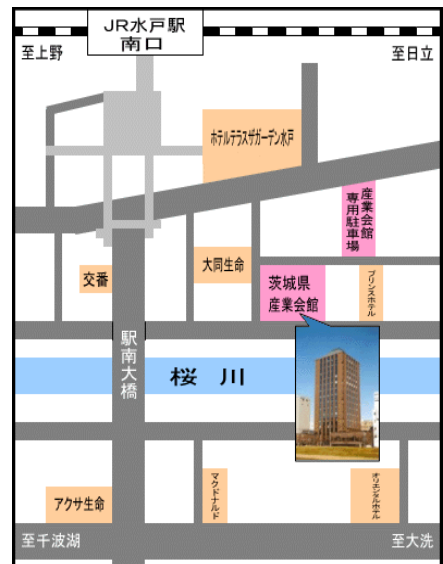 JR水戸駅
南口
至上野
至日立
ホテルテラスザガーデン水戸
産業会館
専用駐車場
大同生命
交番
茨城県
産業会館
プリンスホテル
駅南大橋
桜川
アクサ生命
マクドナルド
オリエンタルホテル
至千波湖
至大洗